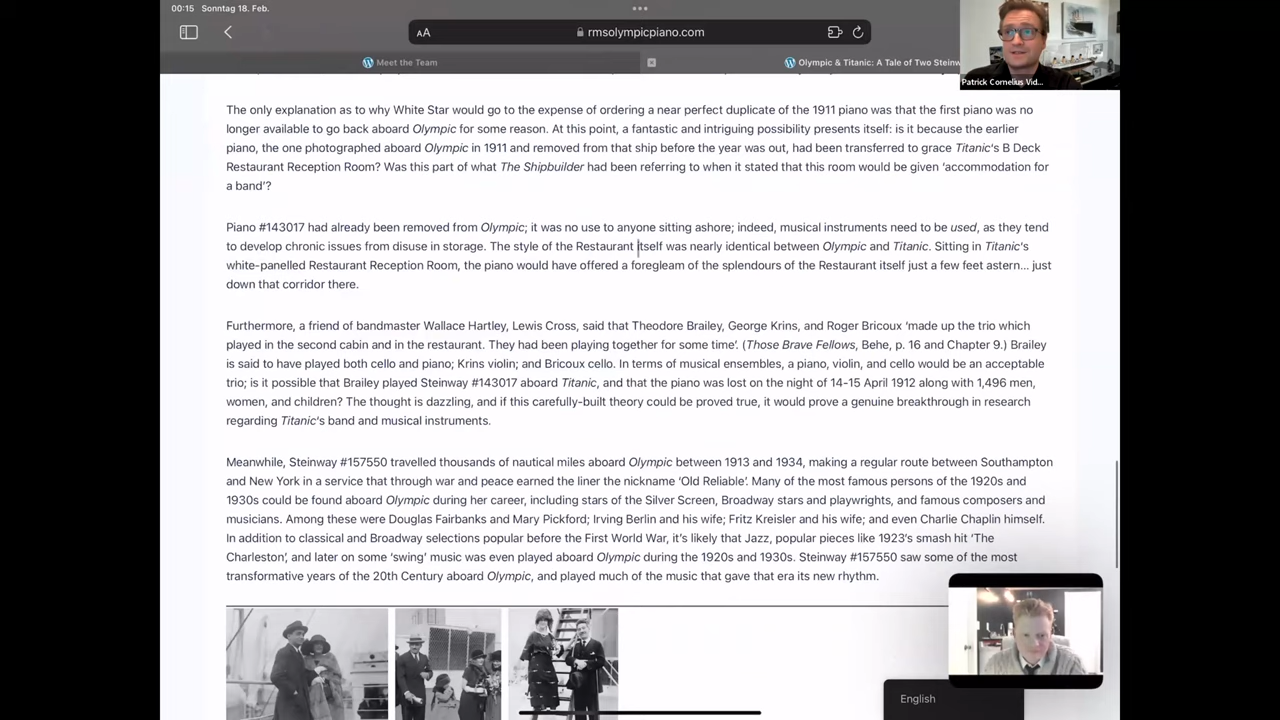 00:15 Sonntag 18. Feb.
AA
rmsolympicpiano.com
Meet the Team
Olympic & Titanic: A Tale of Two Steinw
Patrick Cornelius Vid...
The only explanation as to why White Star would go to the expense of ordering a near perfect duplicate of the 1911 piano was that the first piano was no
longer available to go back aboard Olympic for some reason. At this point, a fantastic and intriguing possibility presents itself: is it because the earlier
piano, the one photographed aboard Olympic in 1911 and removed from that ship before the year was out, had been transferred to grace Titanic's B Deck
Restaurant Reception Room? Was this part of what The Shipbuilder had been referring to when it stated that this room would be given 'accommodation for
a band'?
Piano #143017 had already been removed from Olympic; it was no use to anyone sitting ashore; indeed, musical instruments need to be used, as they tend
to develop chronic issues from disuse in storage. The style of the Restaurant itself was nearly identical between Olympic and Titanic. Sitting in Titanic's
white-panelled Restaurant Reception Room, the piano would have offered a foregleam of the splendours of the Restaurant itself just a few feet astern... just
down that corridor there.
Furthermore, a friend of bandmaster Wallace Hartley, Lewis Cross, said that Theodore Brailey, George Krins, and Roger Bricoux 'made up the trio which
played in the second cabin and in the restaurant. They had been playing together for some time'. (Those Brave Fellows, Behe, p. 16 and Chapter 9.) Brailey
is said to have played both cello and piano; Krins violin; and Bricoux cello. In terms of musical ensembles, a piano, violin, and cello would be an acceptable
trio; is it possible that Brailey played Steinway #143017 aboard Titanic, and that the piano was lost on the night of 14-15 April 1912 along with 1,496 men,
women, and children? The thought is dazzling, and if this carefully-built theory could be proved true, it would prove a genuine breakthrough in research
regarding Titanic's band and musical instruments.
Meanwhile, Steinway #157550 travelled thousands of nautical miles aboard Olympic between 1913 and 1934, making a regular route between Southampton
and New York in a service that through war and peace earned the liner the nickname 'Old Reliable'. Many of the most famous persons of the 1920s and
1930s could be found aboard Olympic during her career, including stars of the Silver Screen, Broadway stars and playwrights, and famous composers and
musicians. Among these were Douglas Fairbanks and Mary Pickford; Irving Berlin and his wife; Fritz Kreisler and his wife; and even Charlie Chaplin himself.
In addition to classical and Broadway selections popular before the First World War, it's likely that Jazz, popular pieces like 1923's smash hit 'The
Charleston', and later on some 'swing' music was even played aboard Olympic during the 1920s and 1930s. Steinway #157550 saw some of the most
transformative years of the 20th Century aboard Olympic, and played much of the music that gave that era its new rhythm.
English